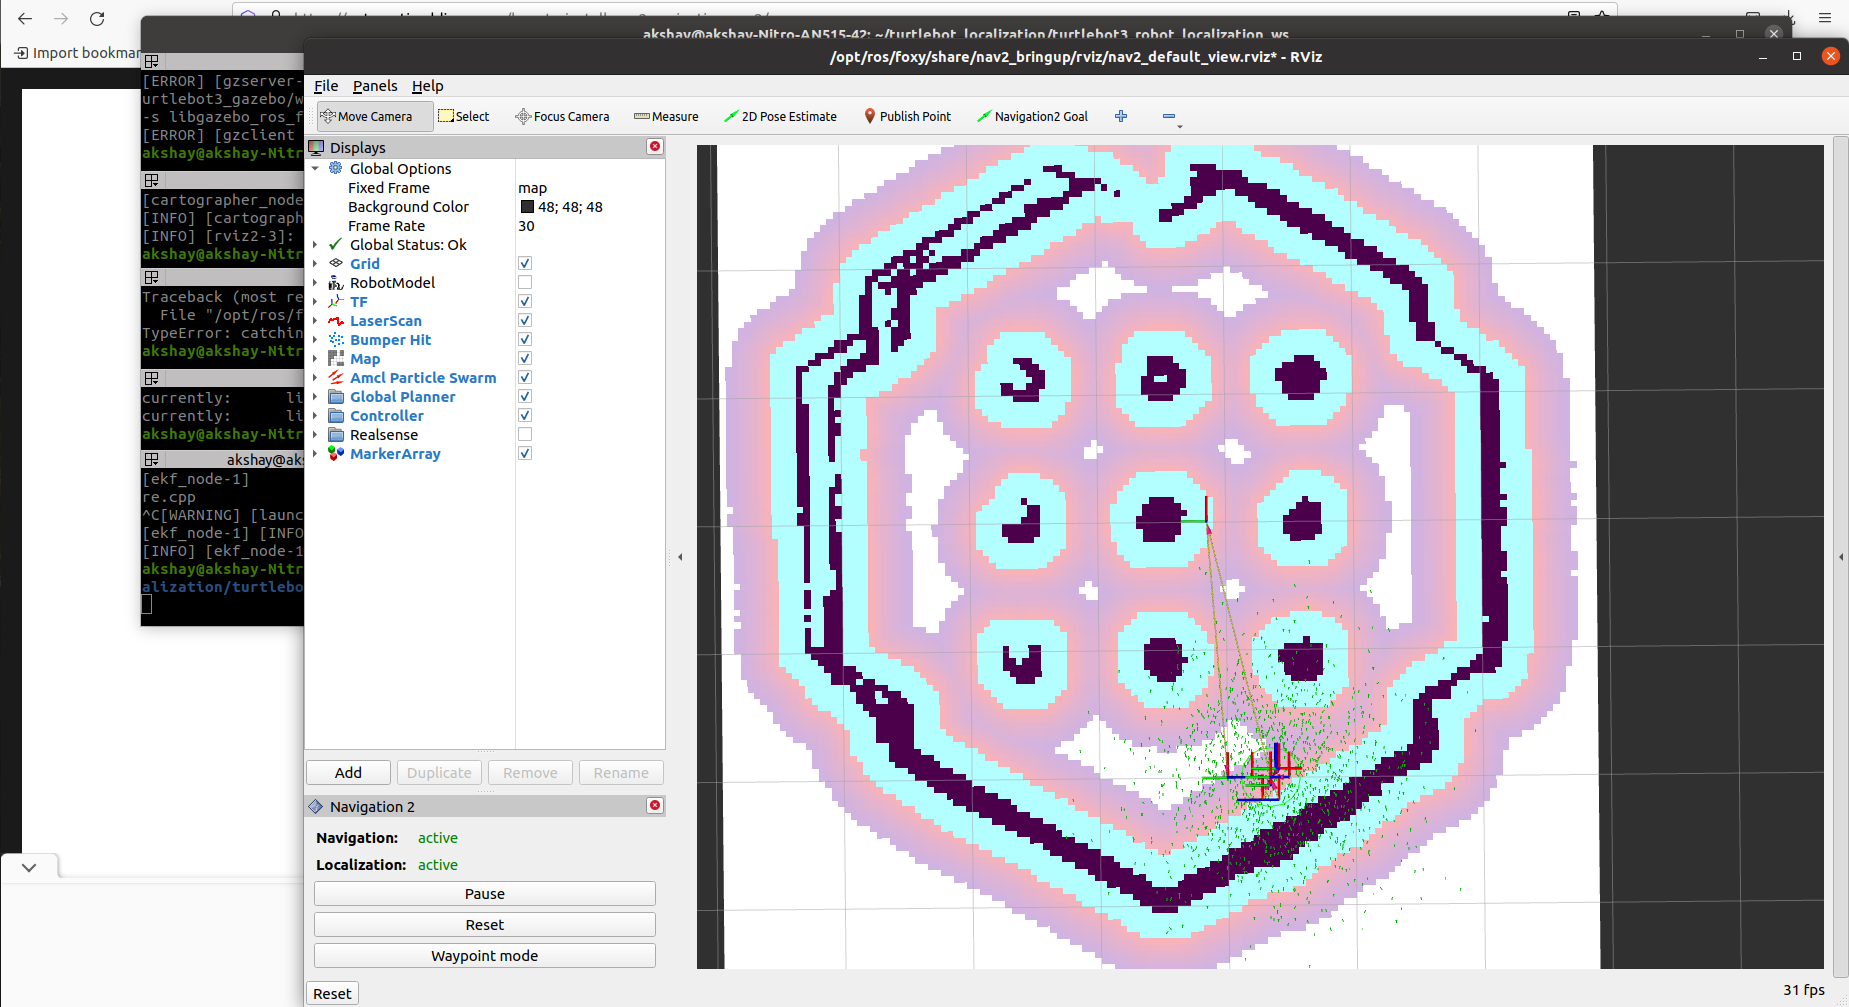 Import bookmar
akshay@akshay-Nitro-AN515-42: ~/turtlebot_localization/turtlebot3_robot_localization_ws
/opt/ros/foxy/share/nav2_bringup/rviz/nav2_default_view.rviz* - RViz
[ERROR] [gzserver-
urtlebot3_gazebo/w
-s libgazebo_ros_f
[ERROR] [gzclient
akshay@akshay-Nitr
[cartographer_node
[INFO] [cartograph
[INFO] [rviz2-3]:
akshay@akshay-Nitr
Traceback (most re
File "/opt/ros/f
TypeError: catchin
akshay@akshay-Nitr
currently: li
currently: li
akshay@akshay-Nitr
akshay@aks
[ekf_node-1]
re.cpp
^C[WARNING] [launc
[ekf_node-1] [INFO
[INFO] [ekf_node-1
akshay@akshay-Nitr
alization/turtlebo
File Panels Help
Move Camera Select Focus Camera Measure 2D Pose Estimate Publish Point Navigation2 Goal
Displays
Global Options
Fixed Frame map
Background Color 48; 48; 48
Frame Rate 30
Global Status: Ok
Grid
RobotModel
TF
LaserScan
Bumper Hit
Map
Amcl Particle Swarm
Global Planner
Controller
Realsense
MarkerArray
Add Duplicate Remove Rename
Navigation 2
Navigation: active
Localization: active
Pause
Reset
Waypoint mode
Reset
31 fps